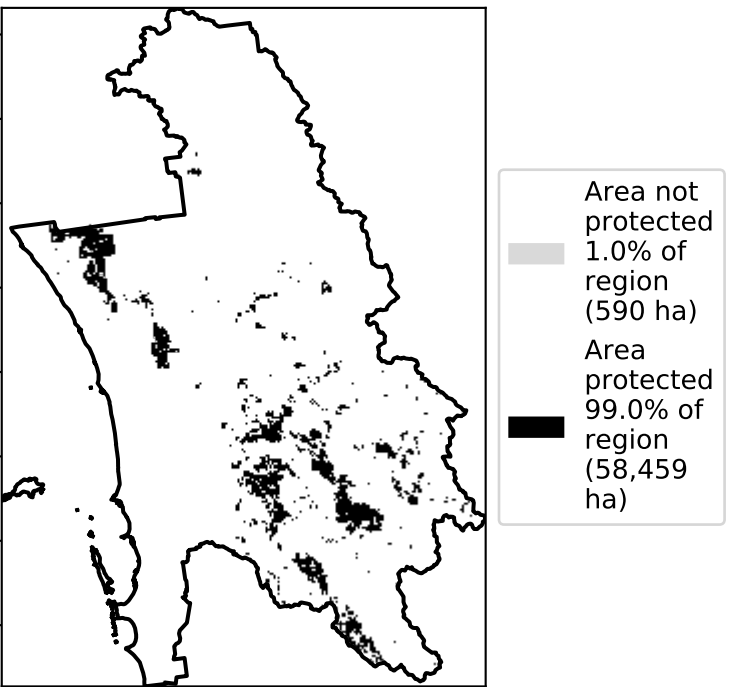 Area not
protected
1.0% of
region
(590 ha)
Area
protected
99.0% of
region
(58,459
ha)